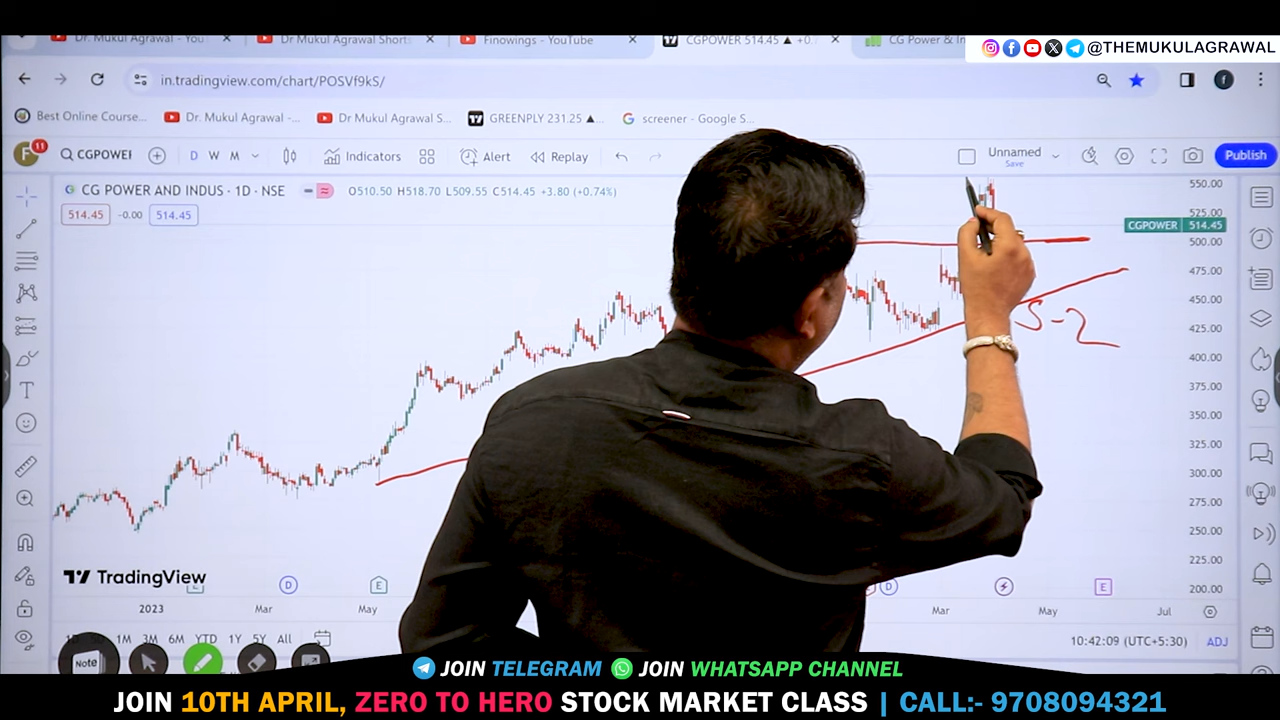 Dr. Mukul Agrawal - You
Dr Mukul Agrawal Shorts
Finowings - YouTube
CGPOWER 514.45 ▲ +0.
CG Power & In
@THEMUKULAGRAWAL
in.tradingview.com/chart/POSVf9kS/
f
Best Online Course...
Dr. Mukul Agrawal -...
Dr Mukul Agrawal S...
GREENPLY 231.25 ▲...
screener - Google S...
F 11
CGPOWER
D W M
Indicators
Alert
Replay
Unnamed
Save
Publish
CG POWER AND INDUS · 1D · NSE
O510.50 H518.70 L509.55 C514.45 +3.80 (+0.74%)
514.45 -0.00 514.45
550.00
525.00
CGPOWER 514.45
500.00
475.00
450.00
425.00
400.00
375.00
350.00
325.00
300.00
275.00
250.00
225.00
200.00
S-2
TradingView
D
E
D
E
2023
Mar
May
Mar
May
Jul
1M 3M 6M YTD 1Y 5Y All
10:42:09 (UTC+5:30)
ADJ
Note
JOIN TELEGRAM JOIN WHATSAPP CHANNEL
JOIN 10TH APRIL, ZERO TO HERO STOCK MARKET CLASS | CALL:- 9708094321